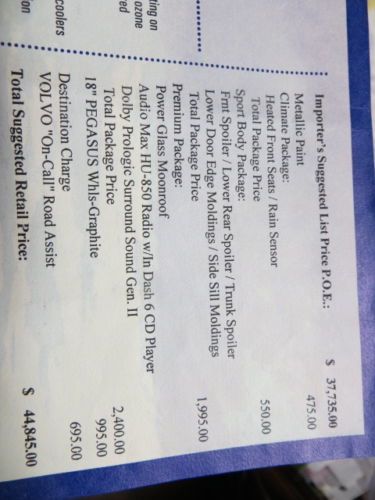 ting on
ozone
red
coolers
ion
Importer's Suggested List Price P.O.E.: $ 37,735.00
Metallic Paint 475.00
Climate Package:
Heated Front Seats / Rain Sensor
Total Package Price 550.00
Sport Body Package:
Frnt Spoiler / Lower Rear Spoiler / Trunk Spoiler
Lower Door Edge Moldings / Side Sill Moldings
Total Package Price 1,995.00
Premium Package:
Power Glass Moonroof
Audio Max HU-850 Radio w/In Dash 6 CD Player
Dolby Prologic Surround Sound Gen. II
Total Package Price 2,400.00
18" PEGASUS Whls-Graphite 995.00
Destination Charge 695.00
VOLVO "On-Call" Road Assist
Total Suggested Retail Price: $ 44,845.00